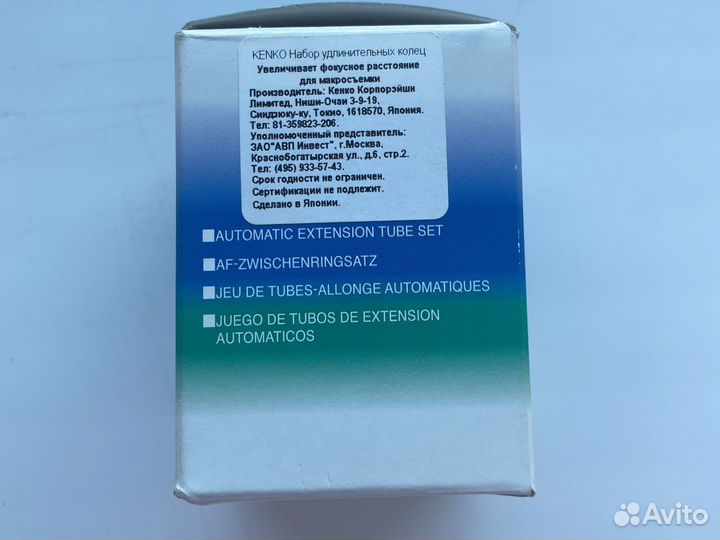 KENKO Набор удлинительных колец
Увеличивает фокусное расстояние
для макросъемки
Производитель: Кенко Корпорэйшн
Лимитед, Ниши-Очаи 3-9-19,
Синдзюку-ку, Токио, 1618570, Япония.
Тел: 81-359823-206.
Уполномоченный представитель:
ЗАО"АВП Инвест", г.Москва,
Краснобогатырская ул., д.6, стр.2.
Тел: (495) 933-57-43.
Срок годности не ограничен.
Сертификации не подлежит.
Сделано в Японии.
AUTOMATIC EXTENSION TUBE SET
AF-ZWISCHENRINGSATZ
JEU DE TUBES-ALLONGE AUTOMATIQUES
JUEGO DE TUBOS DE EXTENSION
AUTOMATICOS
Avito